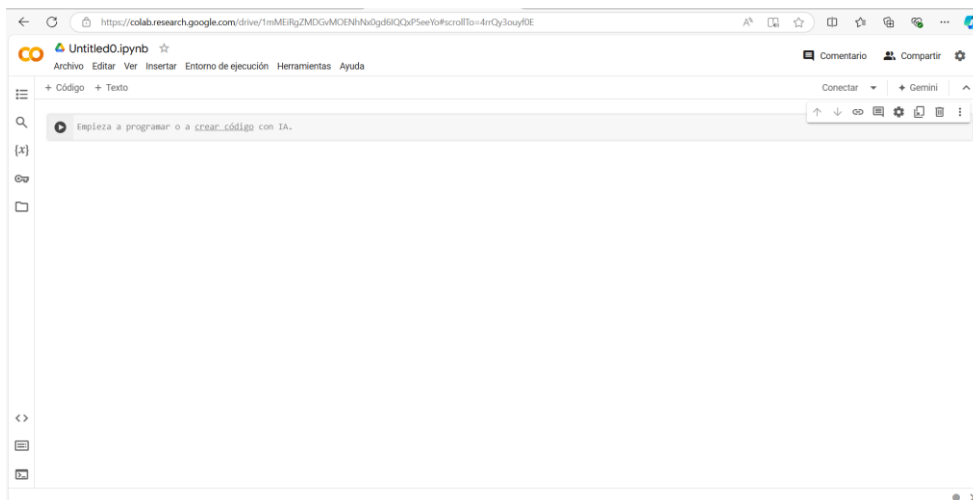 https://colab.research.google.com/drive/1mMEiRgZMDGvMOENhNx0gd6lQQxP5eeYo#scrollTo=4rrQy3ouyf0E
Untitled0.ipynb
Archivo Editar Ver Insertar Entorno de ejecución Herramientas Ayuda
Comentario Compartir
+ Código + Texto
Conectar Gemini
Empieza a programar o a crear código con IA.
{x}